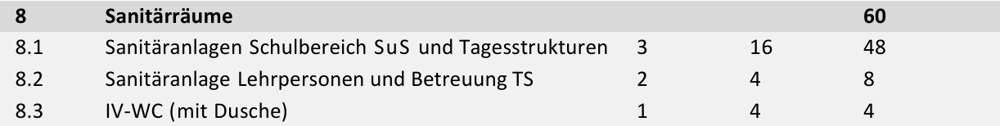 8 Sanitärräume 60
8.1 Sanitäranlagen Schulbereich SuS und Tagesstrukturen 3 16 48
8.2 Sanitäranlage Lehrpersonen und Betreuung TS 2 4 8
8.3 IV-WC (mit Dusche) 1 4 4